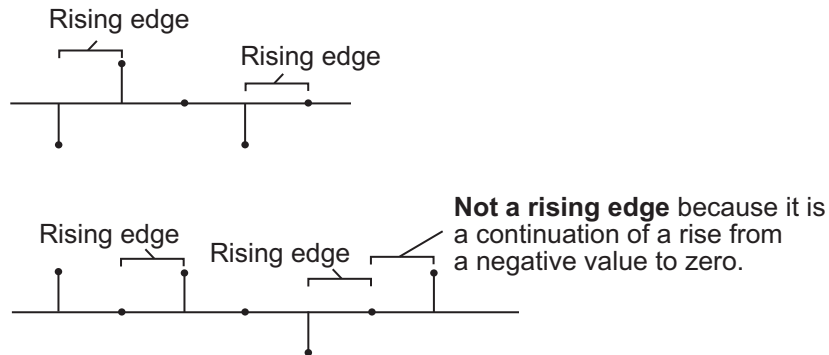 Rising edge
Rising edge
Not a rising edge because it is
a continuation of a rise from
a negative value to zero.
Rising edge
Rising edge